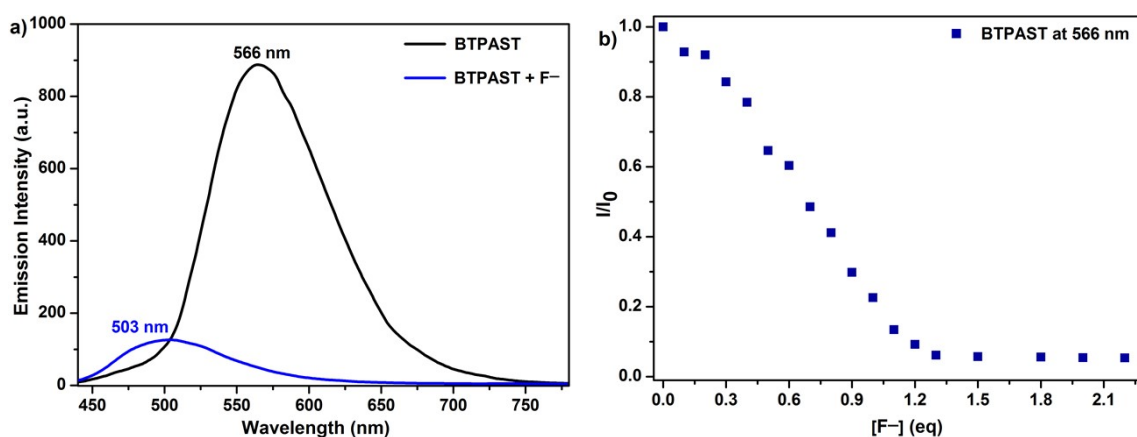 a)
1000
800
600
400
200
0
Emission Intensity (a.u.)
566 nm
503 nm
BTPAST
BTPAST + F−
450 500 550 600 650 700 750
Wavelength (nm)
b)
1.0
0.8
0.6
0.4
0.2
0.0
I/I0
BTPAST at 566 nm
0.0 0.3 0.6 0.9 1.2 1.5 1.8 2.1
[F−] (eq)